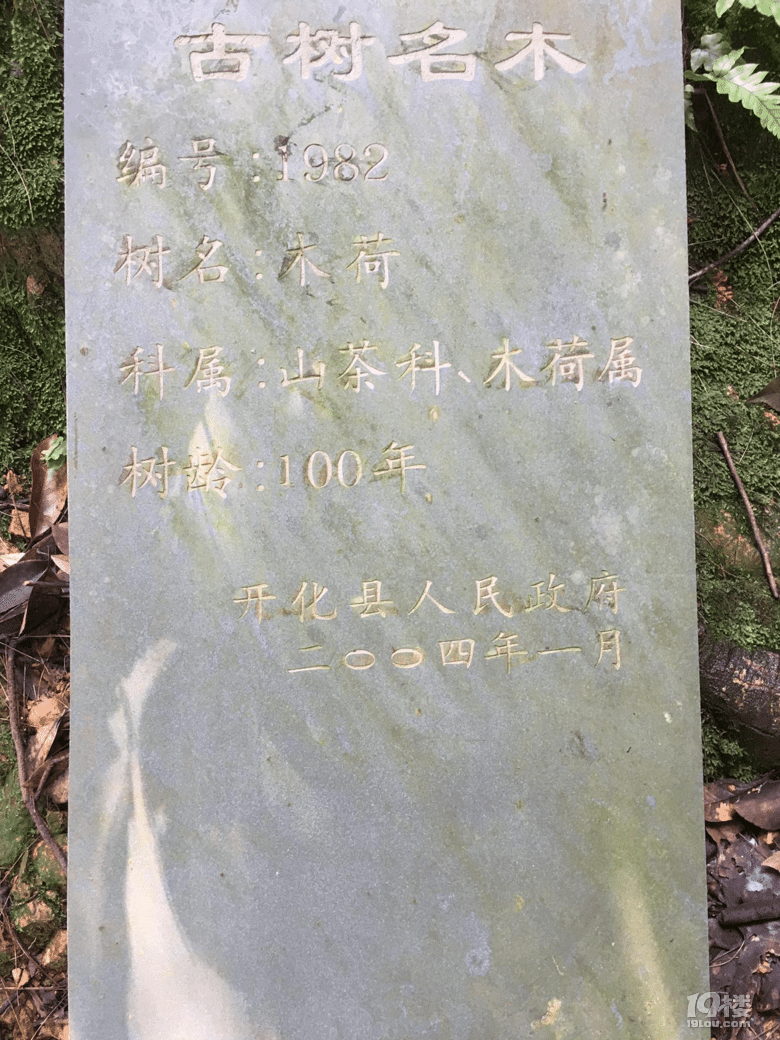 古树名木
编号:1982
树名:木荷
科属:山茶科、木荷属
树龄:100年
开化县人民政府
二〇〇四年一月
19楼
19lou.com